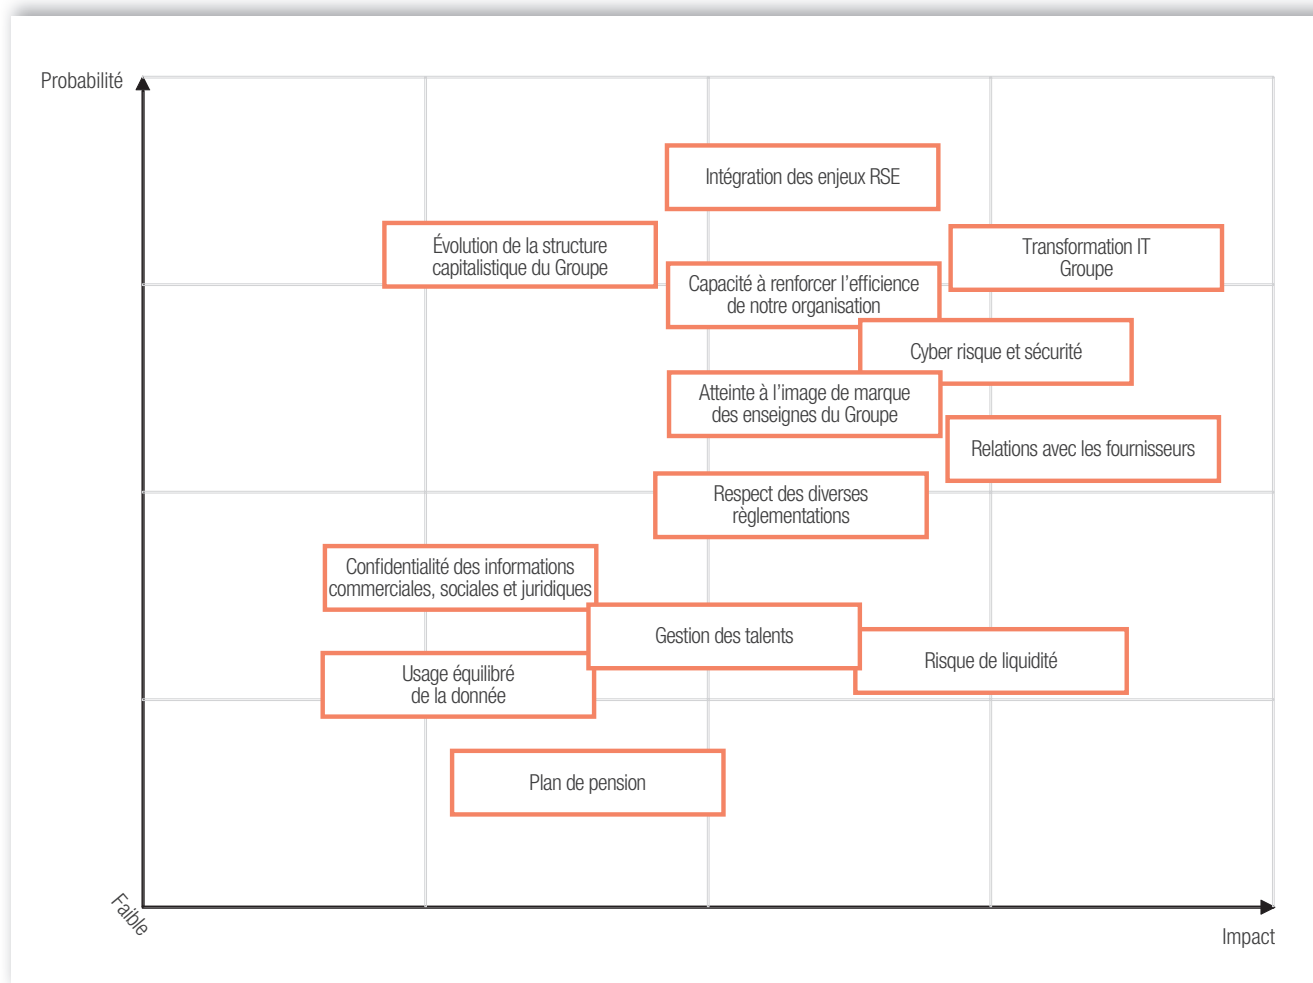 Probabilité
Intégration des enjeux RSE
Évolution de la structure
capitalistique du Groupe
Transformation IT
Groupe
Capacité à renforcer l'efficience
de notre organisation
Cyber risque et sécurité
Atteinte à l'image de marque
des enseignes du Groupe
Relations avec les fournisseurs
Respect des diverses
règlementations
Confidentialité des informations
commerciales, sociales et juridiques
Gestion des talents
Risque de liquidité
Usage équilibré
de la donnée
Plan de pension
Faible
Impact